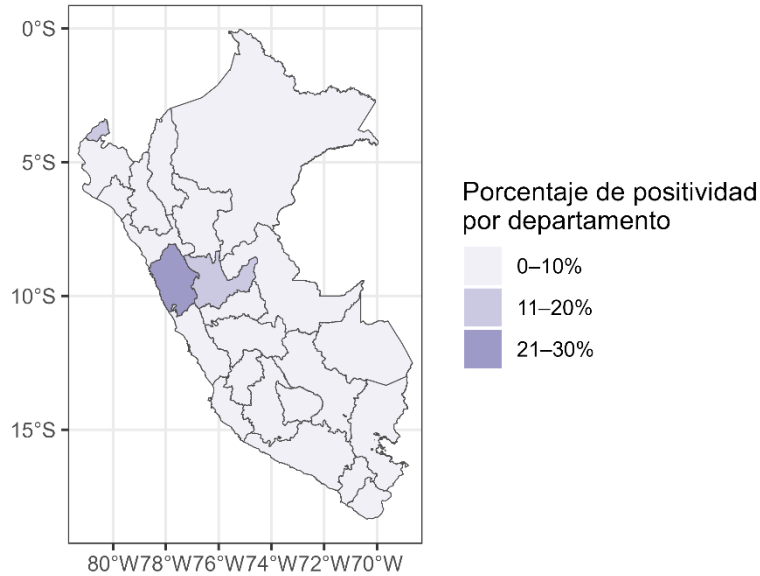 0°S
5°S
10°S
15°S
80°W78°W76°W74°W72°W70°W
Porcentaje de positividad
por departamento
0–10%
11–20%
21–30%